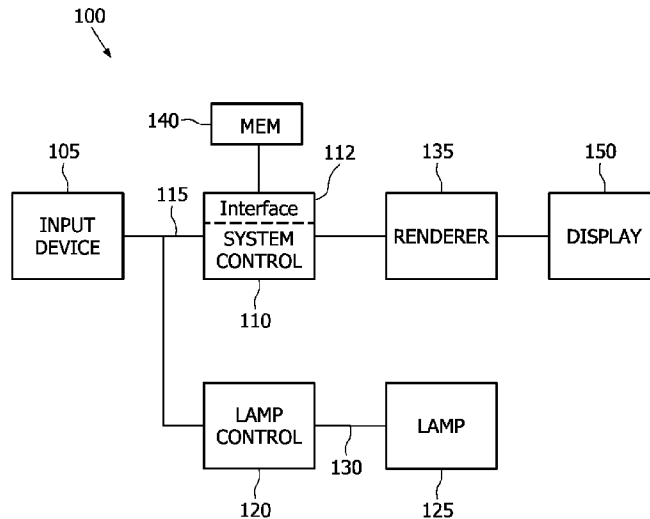 100
140
MEM
105
112
135
150
115
INPUT
DEVICE
Interface
SYSTEM
CONTROL
RENDERER
DISPLAY
110
LAMP
CONTROL
LAMP
130
120
125